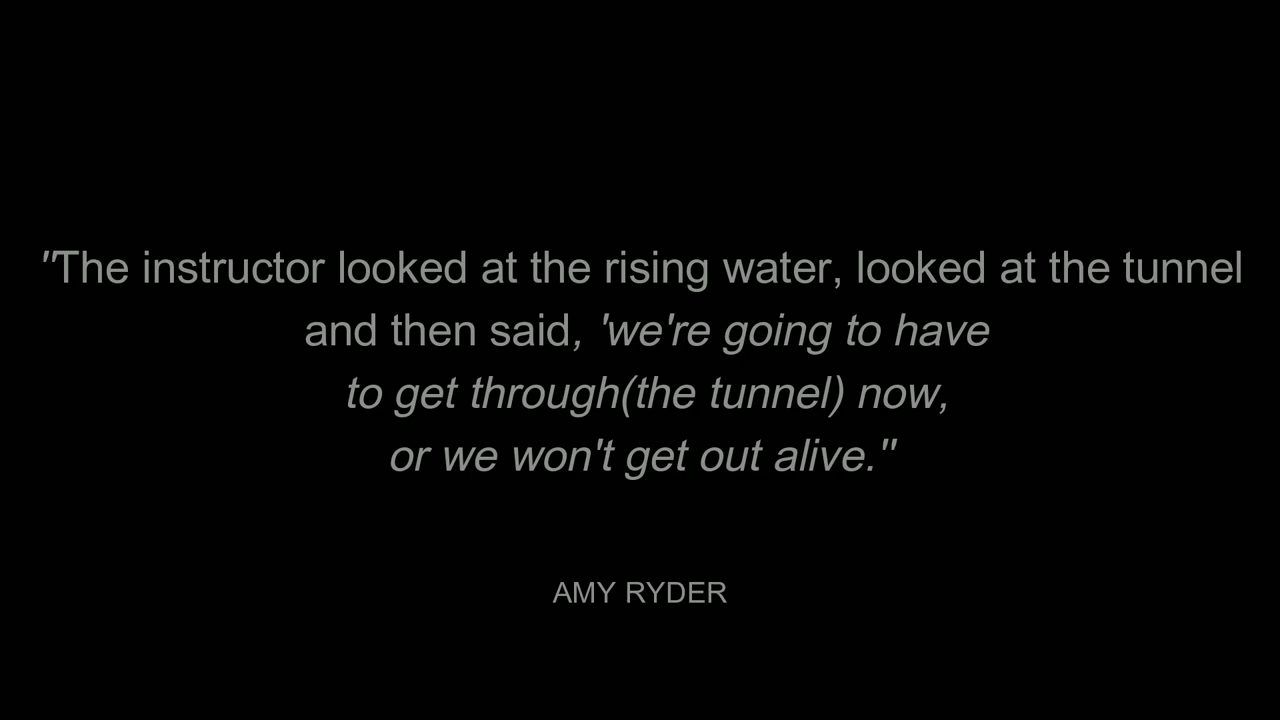 "The instructor looked at the rising water, looked at the tunnel
and then said, 'we're going to have
to get through(the tunnel) now,
or we won't get out alive."
AMY RYDER